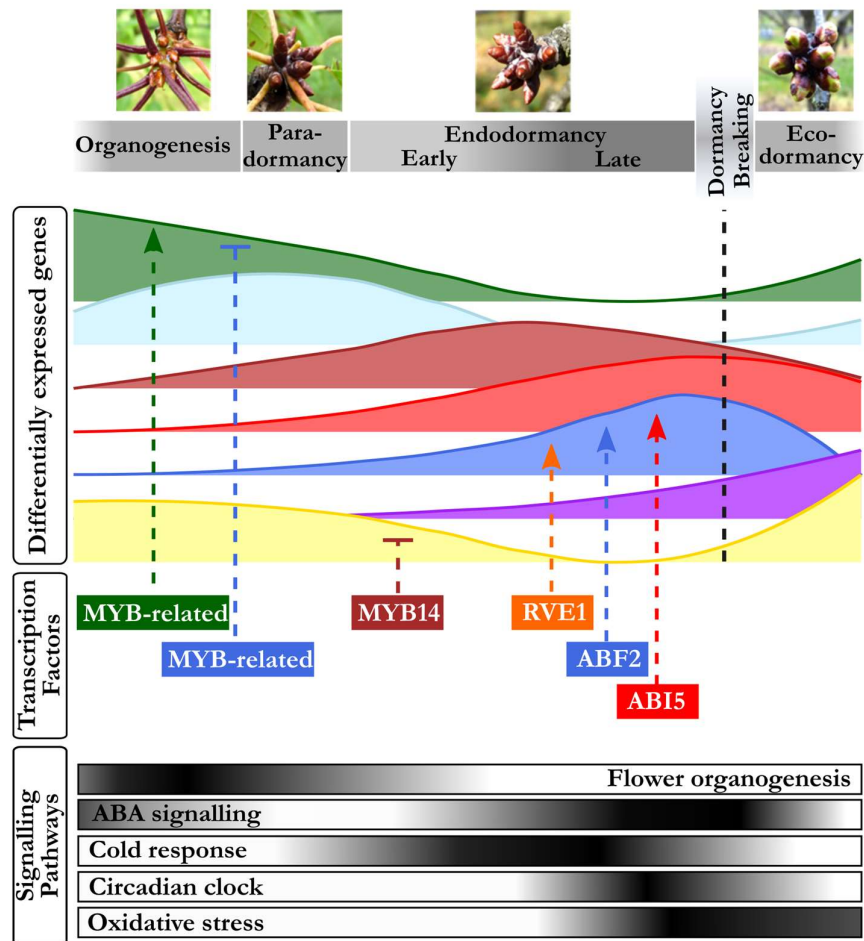 Organogenesis
Para-
dormancy
Endodormancy
Early
Late
Dormancy
Breaking
Eco-
dormancy
Differentially expressed genes
Transcription
Factors
MYB-related
MYB-related
MYB14
RVE1
ABF2
ABI5
Signalling
Pathways
Flower organogenesis
ABA signalling
Cold response
Circadian clock
Oxidative stress